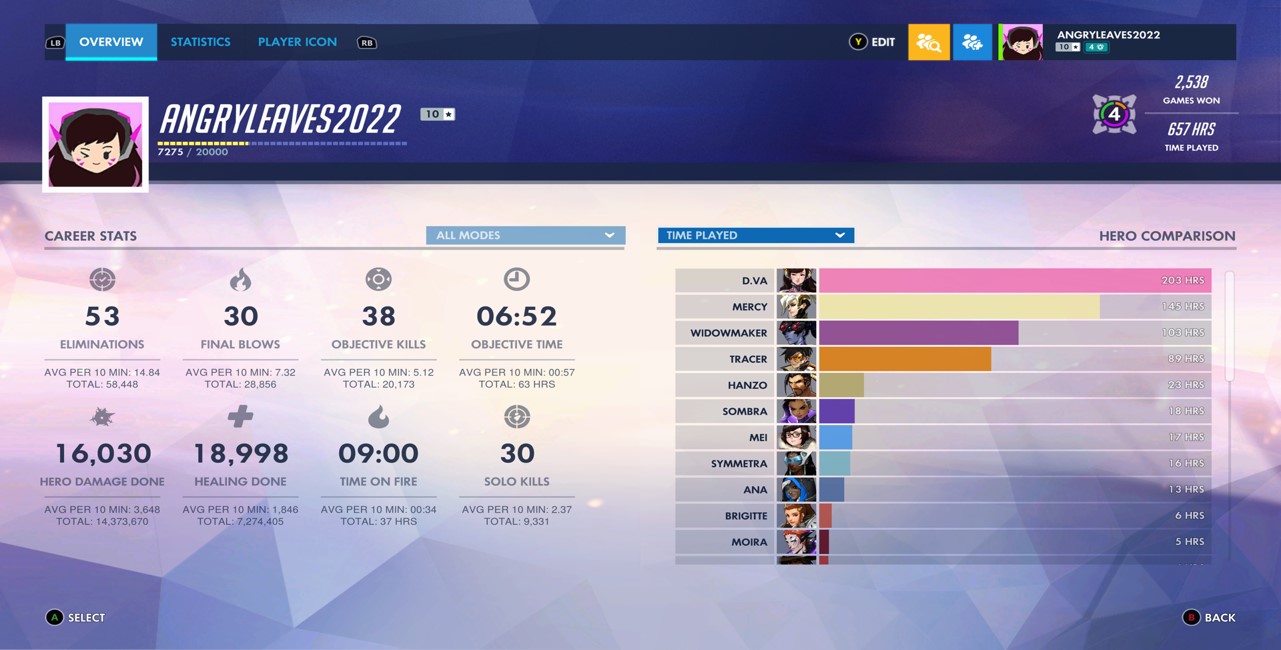 LB OVERVIEW STATISTICS PLAYER ICON RB Y EDIT ANGRYLEAVES2022
10 4
ANGRYLEAVES2022 10
7275 / 20000
4
2,538
GAMES WON
657 HRS
TIME PLAYED
CAREER STATS ALL MODES
53
ELIMINATIONS
AVG PER 10 MIN: 14.84
TOTAL: 58,448
30
FINAL BLOWS
AVG PER 10 MIN: 7.32
TOTAL: 28,856
38
OBJECTIVE KILLS
AVG PER 10 MIN: 5.12
TOTAL: 20,173
06:52
OBJECTIVE TIME
AVG PER 10 MIN: 00:57
TOTAL: 63 HRS
16,030
HERO DAMAGE DONE
AVG PER 10 MIN: 3,648
TOTAL: 14,373,670
18,998
HEALING DONE
AVG PER 10 MIN: 1,846
TOTAL: 7,274,405
09:00
TIME ON FIRE
AVG PER 10 MIN: 00:34
TOTAL: 37 HRS
30
SOLO KILLS
AVG PER 10 MIN: 2.37
TOTAL: 9,331
TIME PLAYED HERO COMPARISON
D.VA 203 HRS
MERCY 145 HRS
WIDOWMAKER 103 HRS
TRACER 89 HRS
HANZO 23 HRS
SOMBRA 18 HRS
MEI 17 HRS
SYMMETRA 16 HRS
ANA 13 HRS
BRIGITTE 6 HRS
MOIRA 5 HRS
A SELECT B BACK